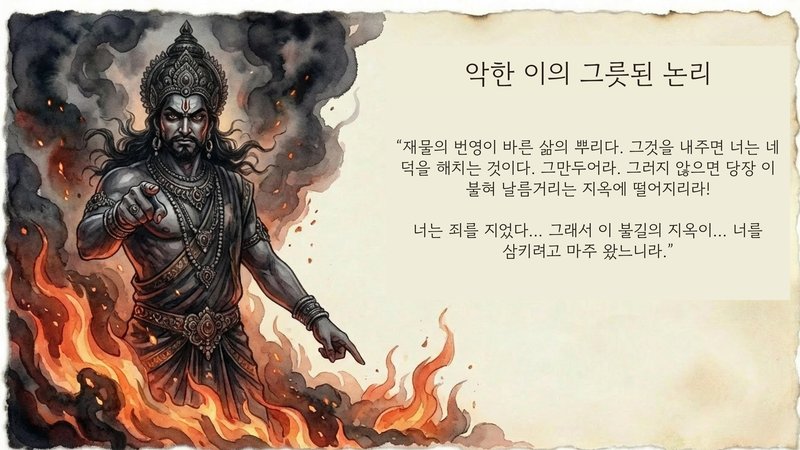 악한 이의 그릇된 논리
“재물의 번영이 바른 삶의 뿌리다. 그것을 내주면 너는 네
덕을 해치는 것이다. 그만두어라. 그러지 않으면 당장 이
불혀 날름거리는 지옥에 떨어지리라!
너는 죄를 지었다... 그래서 이 불길의 지옥이... 너를
삼키려고 마주 왔느니라.”